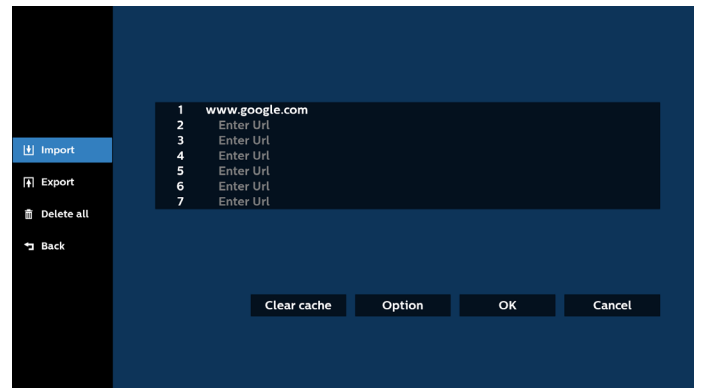 1 www.google.com
2 Enter Url
3 Enter Url
4 Enter Url
5 Enter Url
6 Enter Url
7 Enter Url
Import
Export
Delete all
Back
Clear cache Option OK Cancel